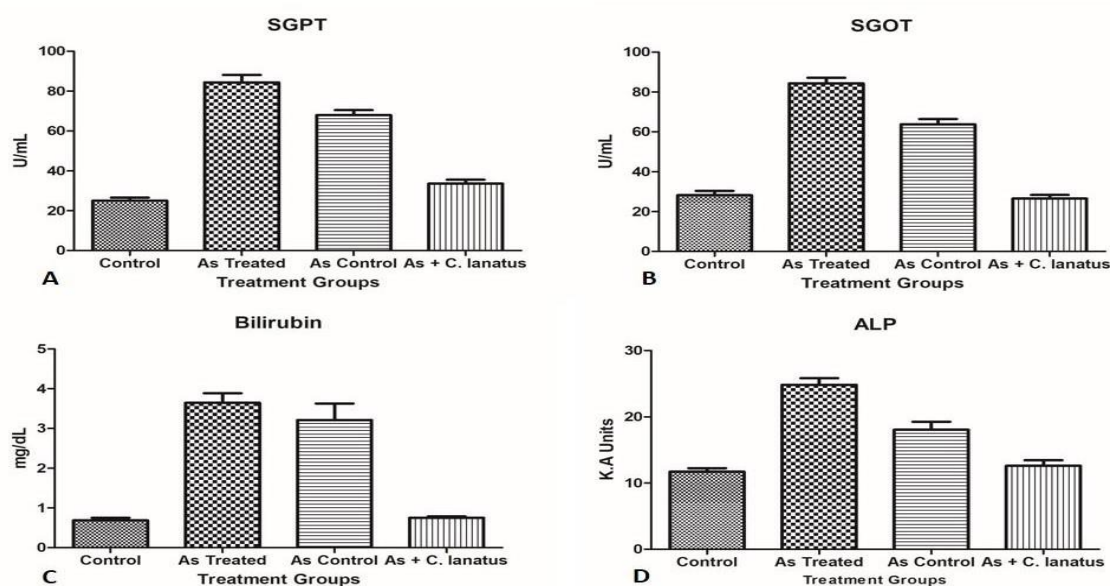 SGPT
100
80
60
40
20
0
U/mL
Control As Treated As Control As + C. lanatus
Treatment Groups
A
SGOT
100
80
60
40
20
0
U/mL
Control As Treated As Control As + C. lanatus
Treatment Groups
B
Bilirubin
5
4
3
2
1
0
mg/dL
Control As Treated As Control As + C. lanatus
Treatment Groups
C
ALP
30
20
10
0
K.A Units
Control As Treated As Control As + C. lanatus
Treatment Groups
D